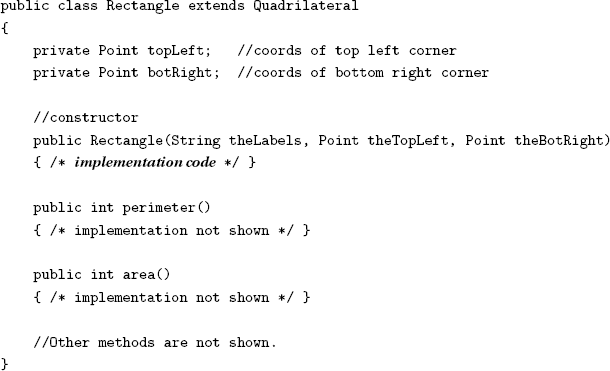 public class Rectangle extends Quadrilateral
{
    private Point topLeft;   //coords of top left corner
    private Point botRight;  //coords of bottom right corner

    //constructor
    public Rectangle(String theLabels, Point theTopLeft, Point theBotRight)
    { /* implementation code */ }

    public int perimeter()
    { /* implementation not shown */ }

    public int area()
    { /* implementation not shown */ }

    //Other methods are not shown.
}